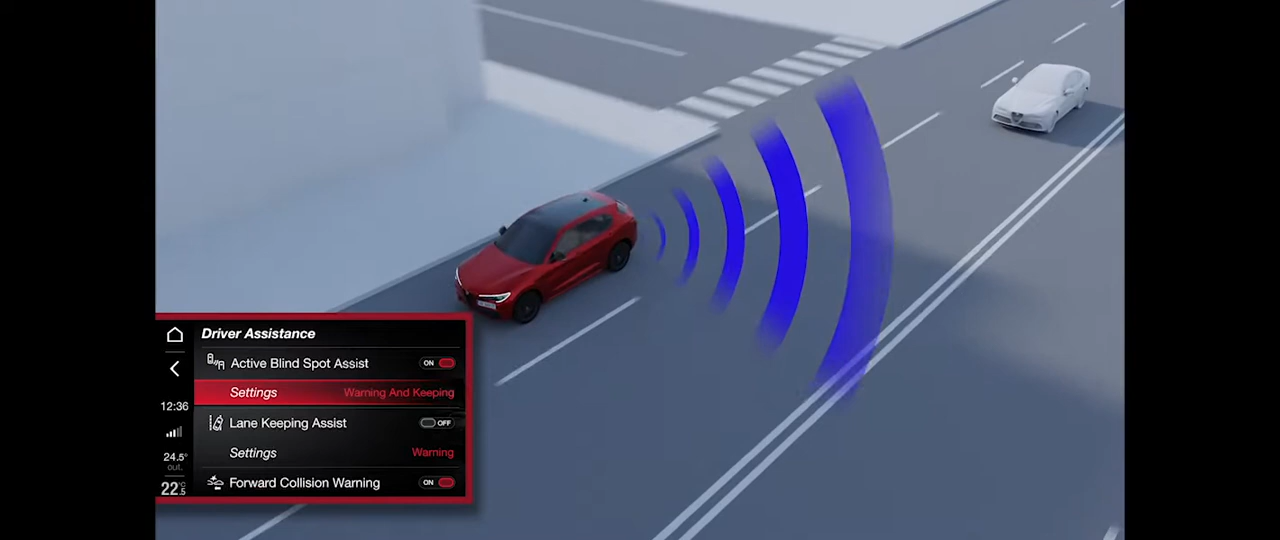 Driver Assistance
Active Blind Spot Assist ON
Settings Warning And Keeping
12:36
Lane Keeping Assist OFF
Settings Warning
24.5°
out.
Forward Collision Warning ON
22°C.5